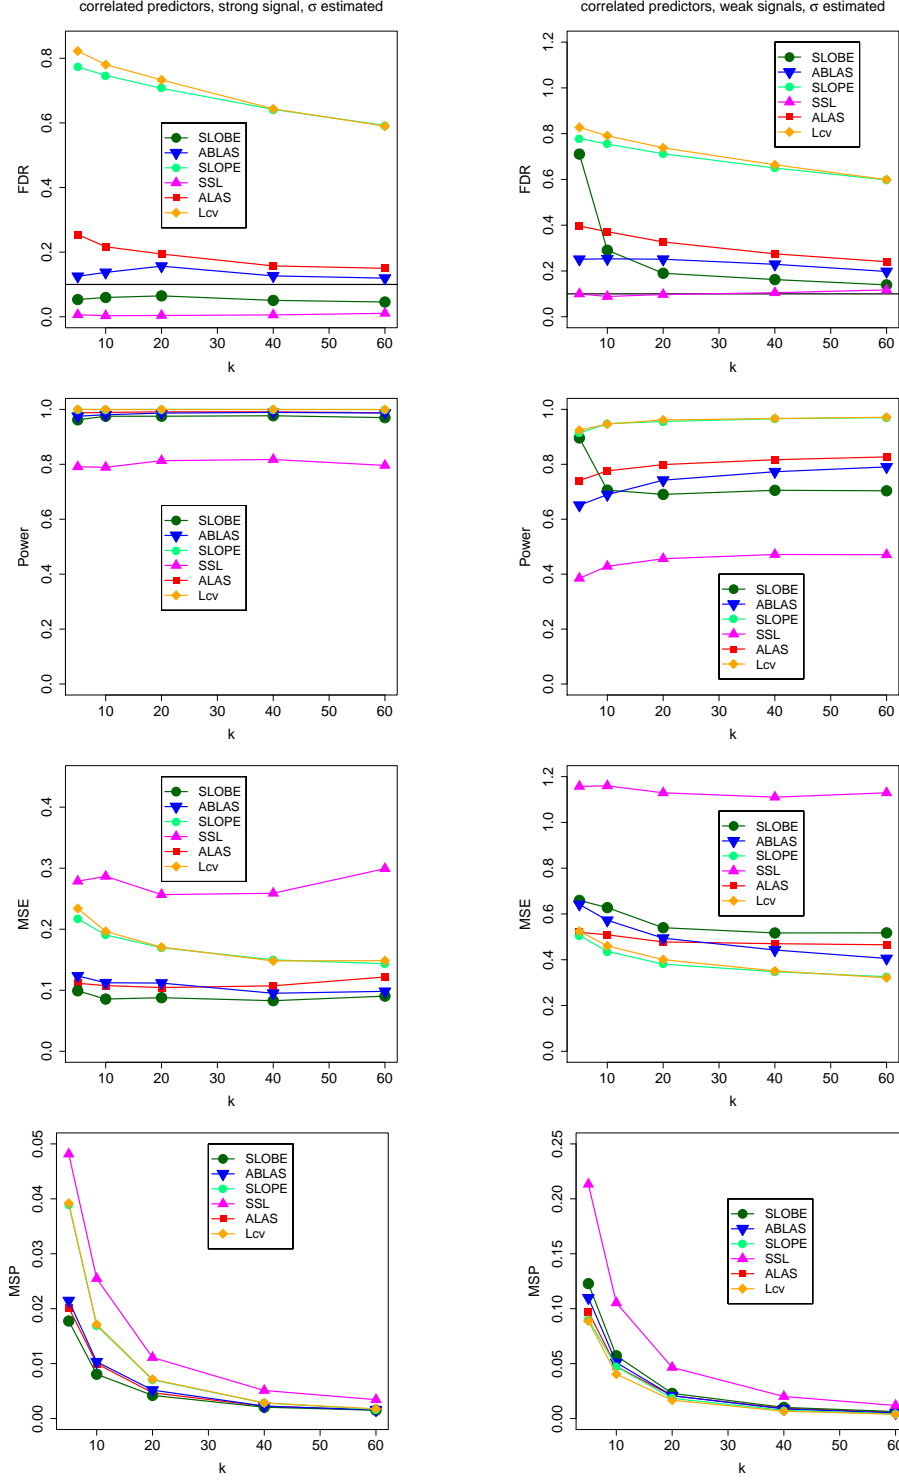 correlated predictors, strong signal, σ estimated
0.0 0.2 0.4 0.6 0.8
FDR
SLOBE
ABLAS
SLOPE
SSL
ALAS
Lcv
10 20 30 40 50 60
k
correlated predictors, weak signals, σ estimated
0.0 0.2 0.4 0.6 0.8 1.0 1.2
FDR
SLOBE
ABLAS
SLOPE
SSL
ALAS
Lcv
10 20 30 40 50 60
k
0.0 0.2 0.4 0.6 0.8 1.0
Power
SLOBE
ABLAS
SLOPE
SSL
ALAS
Lcv
10 20 30 40 50 60
k
0.0 0.2 0.4 0.6 0.8 1.0
Power
SLOBE
ABLAS
SLOPE
SSL
ALAS
Lcv
10 20 30 40 50 60
k
0.0 0.1 0.2 0.3 0.4
MSE
SLOBE
ABLAS
SLOPE
SSL
ALAS
Lcv
10 20 30 40 50 60
k
0.0 0.2 0.4 0.6 0.8 1.0 1.2
MSE
SLOBE
ABLAS
SLOPE
SSL
ALAS
Lcv
10 20 30 40 50 60
k
0.00 0.01 0.02 0.03 0.04 0.05
MSP
SLOBE
ABLAS
SLOPE
SSL
ALAS
Lcv
10 20 30 40 50 60
k
0.00 0.05 0.10 0.15 0.20 0.25
MSP
SLOBE
ABLAS
SLOPE
SSL
ALAS
Lcv
10 20 30 40 50 60
k